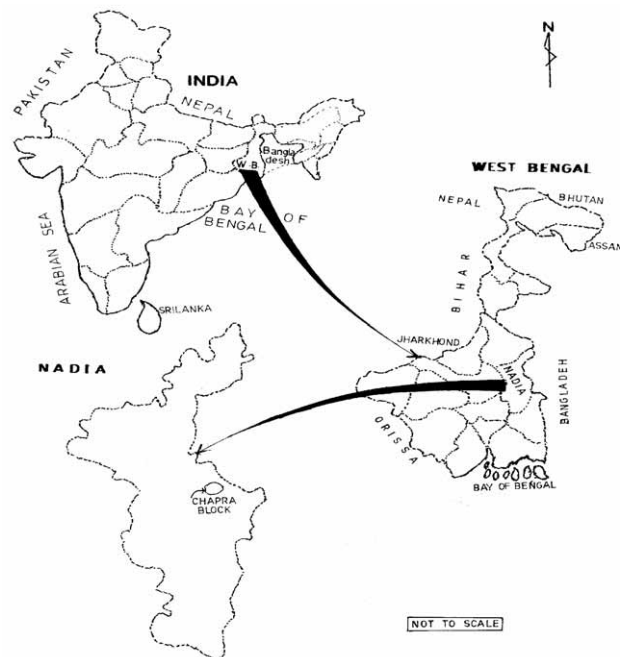 N
INDIA
PAKISTAN
NEPAL
Bangla
desh
W.B.
BAY OF
BENGAL
ARABIAN SEA
SRILANKA
WEST BENGAL
NEPAL
BHUTAN
ASSAN
BIHAR
JHARKHOND
NADIA
BANGLADEH
ORISSA
BAY OF BENGAL
NADIA
CHAPRA
BLOCK
NOT TO SCALE